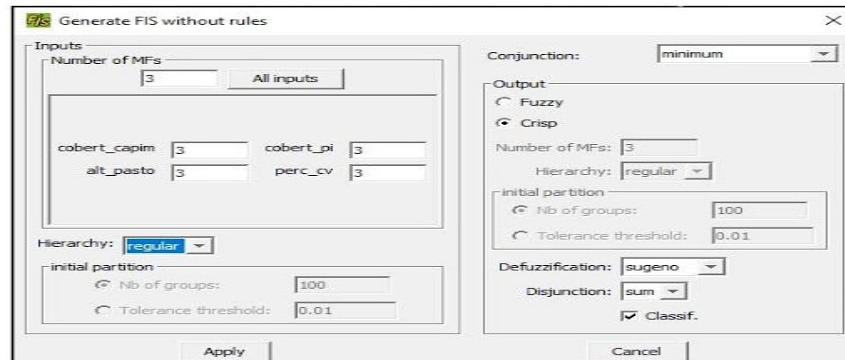 Fis Generate FIS without rules
Inputs
Number of MFs
3 All inputs
cobert_capim 3 cobert_pi 3
alt_pasto 3 perc_cv 3
Hierarchy: regular
initial partition
Nb of groups: 100
Tolerance threshold: 0.01
Apply
Conjunction: minimum
Output
Fuzzy
Crisp
Number of MFs: 3
Hierarchy: regular
initial partition
Nb of groups: 100
Tolerance threshold: 0.01
Defuzzification: sugeno
Disjunction: sum
Classif.
Cancel